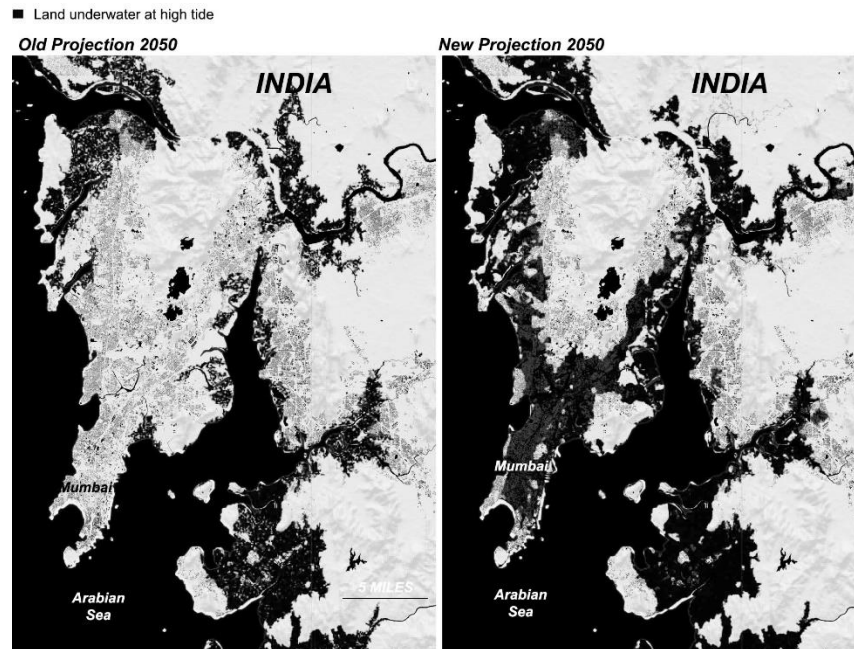 Land underwater at high tide
Old Projection 2050
New Projection 2050
INDIA
INDIA
Mumbai
Mumbai
5 MILES
Arabian
Sea
Arabian
Sea